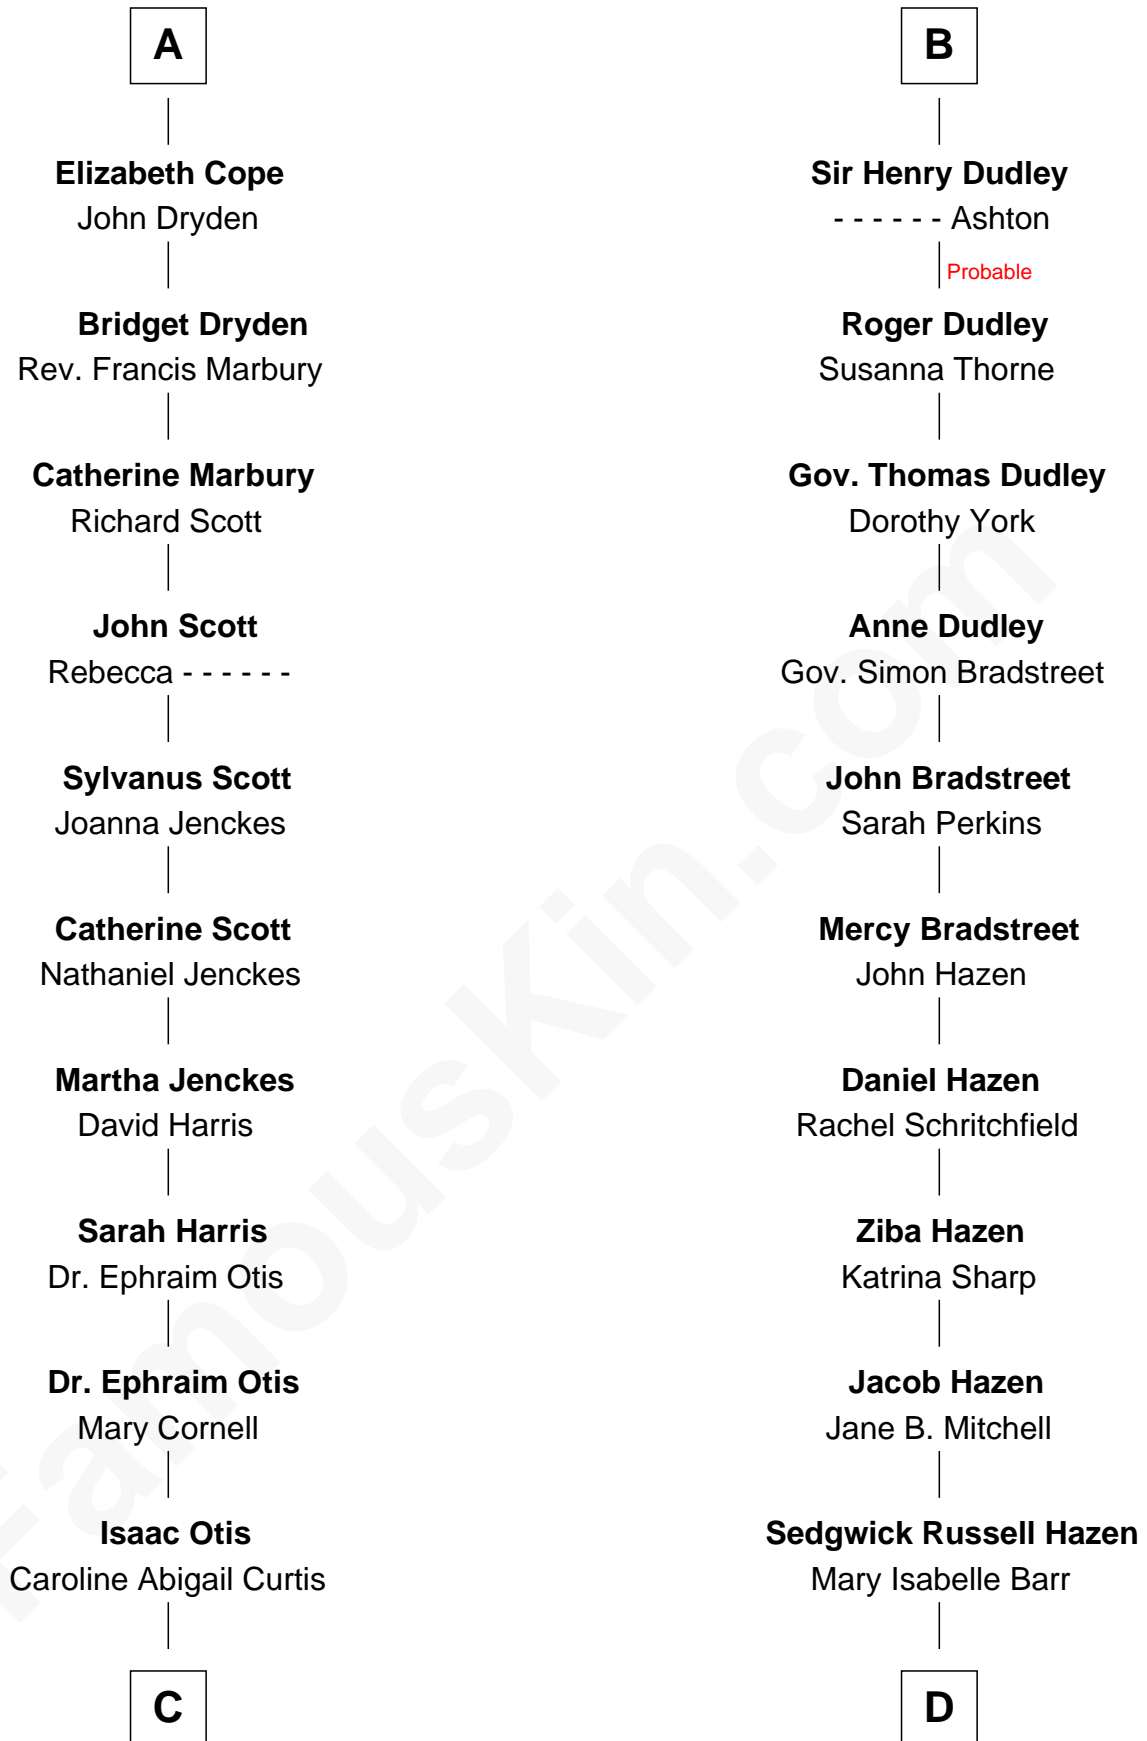 A
Elizabeth Cope
John Dryden
Bridget Dryden
Rev. Francis Marbury
Catherine Marbury
Richard Scott
John Scott
Rebecca - - - - - -
Sylvanus Scott
Joanna Jenckes
Catherine Scott
Nathaniel Jenckes
Martha Jenckes
David Harris
Sarah Harris
Dr. Ephraim Otis
Dr. Ephraim Otis
Mary Cornell
Isaac Otis
Caroline Abigail Curtis
C
B
Sir Henry Dudley
- - - - - - Ashton
Probable
Roger Dudley
Susanna Thorne
Gov. Thomas Dudley
Dorothy York
Anne Dudley
Gov. Simon Bradstreet
John Bradstreet
Sarah Perkins
Mercy Bradstreet
John Hazen
Daniel Hazen
Rachel Schritchfield
Ziba Hazen
Katrina Sharp
Jacob Hazen
Jane B. Mitchell
Sedgwick Russell Hazen
Mary Isabelle Barr
D
FamousKin.com